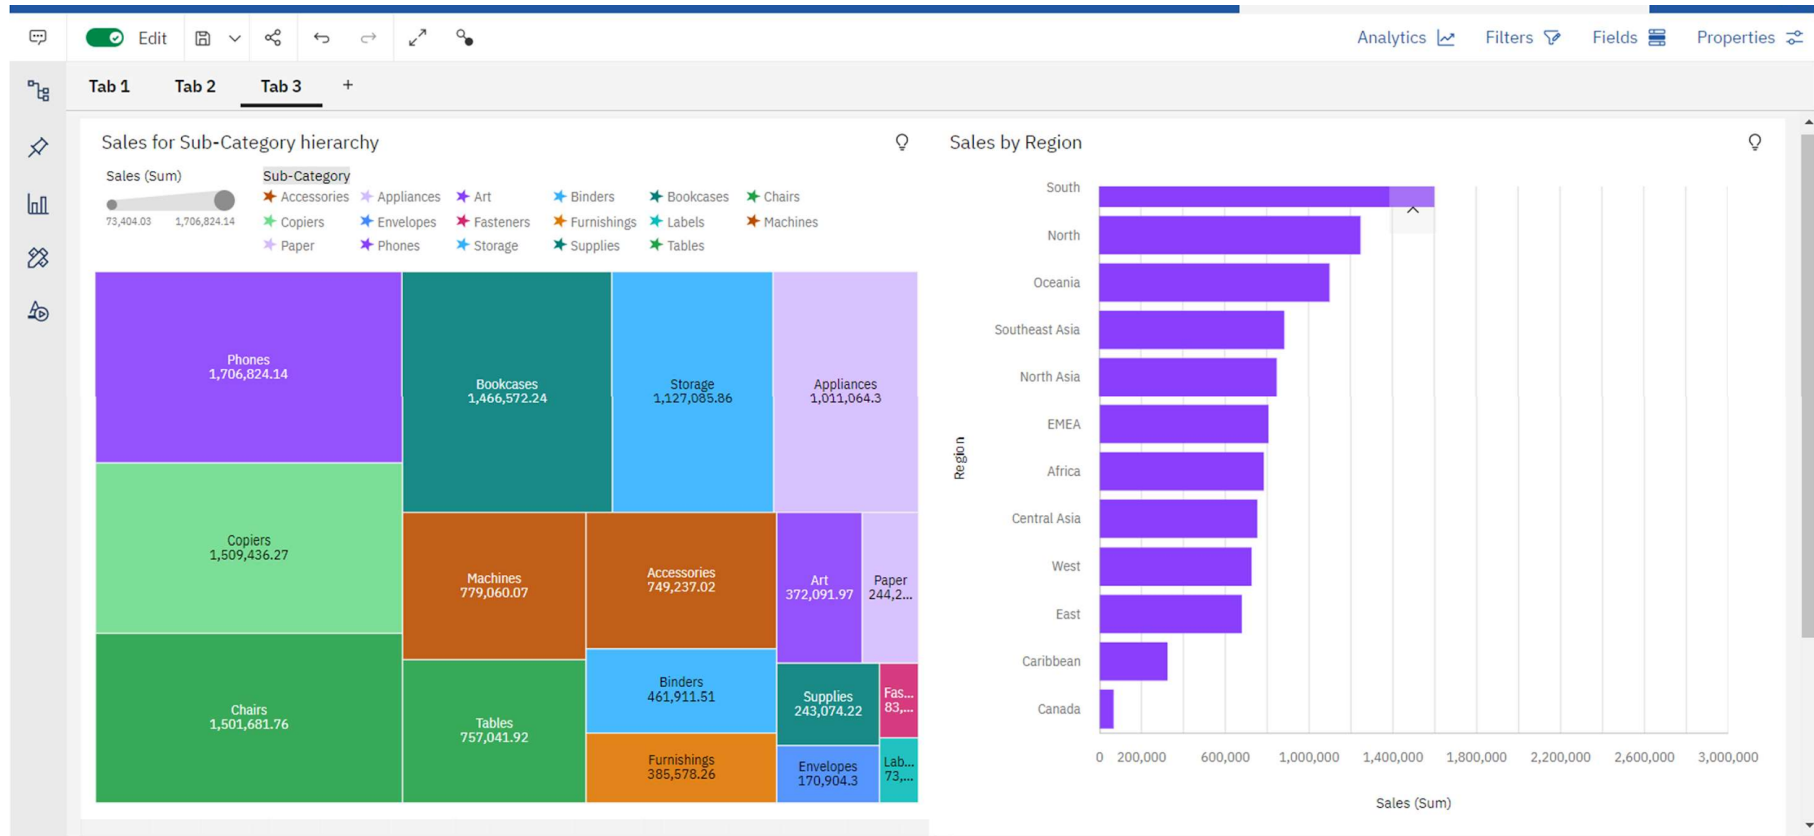 Edit
Analytics
Filters
Fields
Properties
Tab 1 Tab 2 Tab 3 +
Sales for Sub-Category hierarchy
Sales (Sum)
73,404.03 1,706,824.14
Sub-Category
Accessories Appliances Art Binders Bookcases Chairs
Copiers Envelopes Fasteners Furnishings Labels Machines
Paper Phones Storage Supplies Tables
Phones
1,706,824.14
Bookcases
1,466,572.24
Storage
1,127,085.86
Appliances
1,011,064.3
Copiers
1,509,436.27
Machines
779,060.07
Accessories
749,237.02
Art
372,091.97
Paper
244,2...
Chairs
1,501,681.76
Tables
757,041.92
Binders
461,911.51
Furnishings
385,578.26
Supplies
243,074.22
Fas...
83,...
Envelopes
170,904.3
Lab...
73,...
Sales by Region
Region
South
North
Oceania
Southeast Asia
North Asia
EMEA
Africa
Central Asia
West
East
Caribbean
Canada
0 200,000 600,000 1,000,000 1,400,000 1,800,000 2,200,000 2,600,000 3,000,000
Sales (Sum)